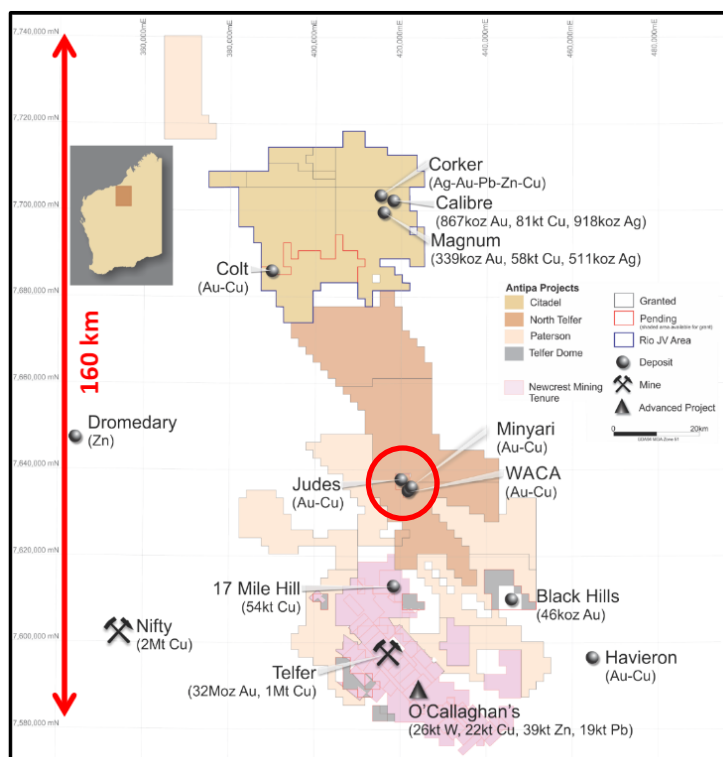 7,740,000 mN
360,000mE
380,000mE
400,000mE
420,000mE
440,000mE
460,000mE
480,000mE
7,720,000 mN
7,700,000 mN
7,680,000 mN
7,660,000 mN
7,640,000 mN
7,620,000 mN
7,600,000 mN
7,580,000 mN
160 km
Corker
(Ag-Au-Pb-Zn-Cu)
Calibre
(867koz Au, 81kt Cu, 918koz Ag)
Magnum
(339koz Au, 58kt Cu, 511koz Ag)
Colt
(Au-Cu)
Antipa Projects
Citadel
North Telfer
Paterson
Telfer Dome
Newcrest Mining
Tenure
Granted
Pending
(shaded area available for grant)
Rio JV Area
Deposit
Mine
Advanced Project
0 20km
Dromedary
(Zn)
Minyari
(Au-Cu)
WACA
(Au-Cu)
Judes
(Au-Cu)
17 Mile Hill
(54kt Cu)
Black Hills
(46koz Au)
Nifty
(2Mt Cu)
Telfer
(32Moz Au, 1Mt Cu)
Havieron
(Au-Cu)
O'Callaghan's
(26kt W, 22kt Cu, 39kt Zn, 19kt Pb)